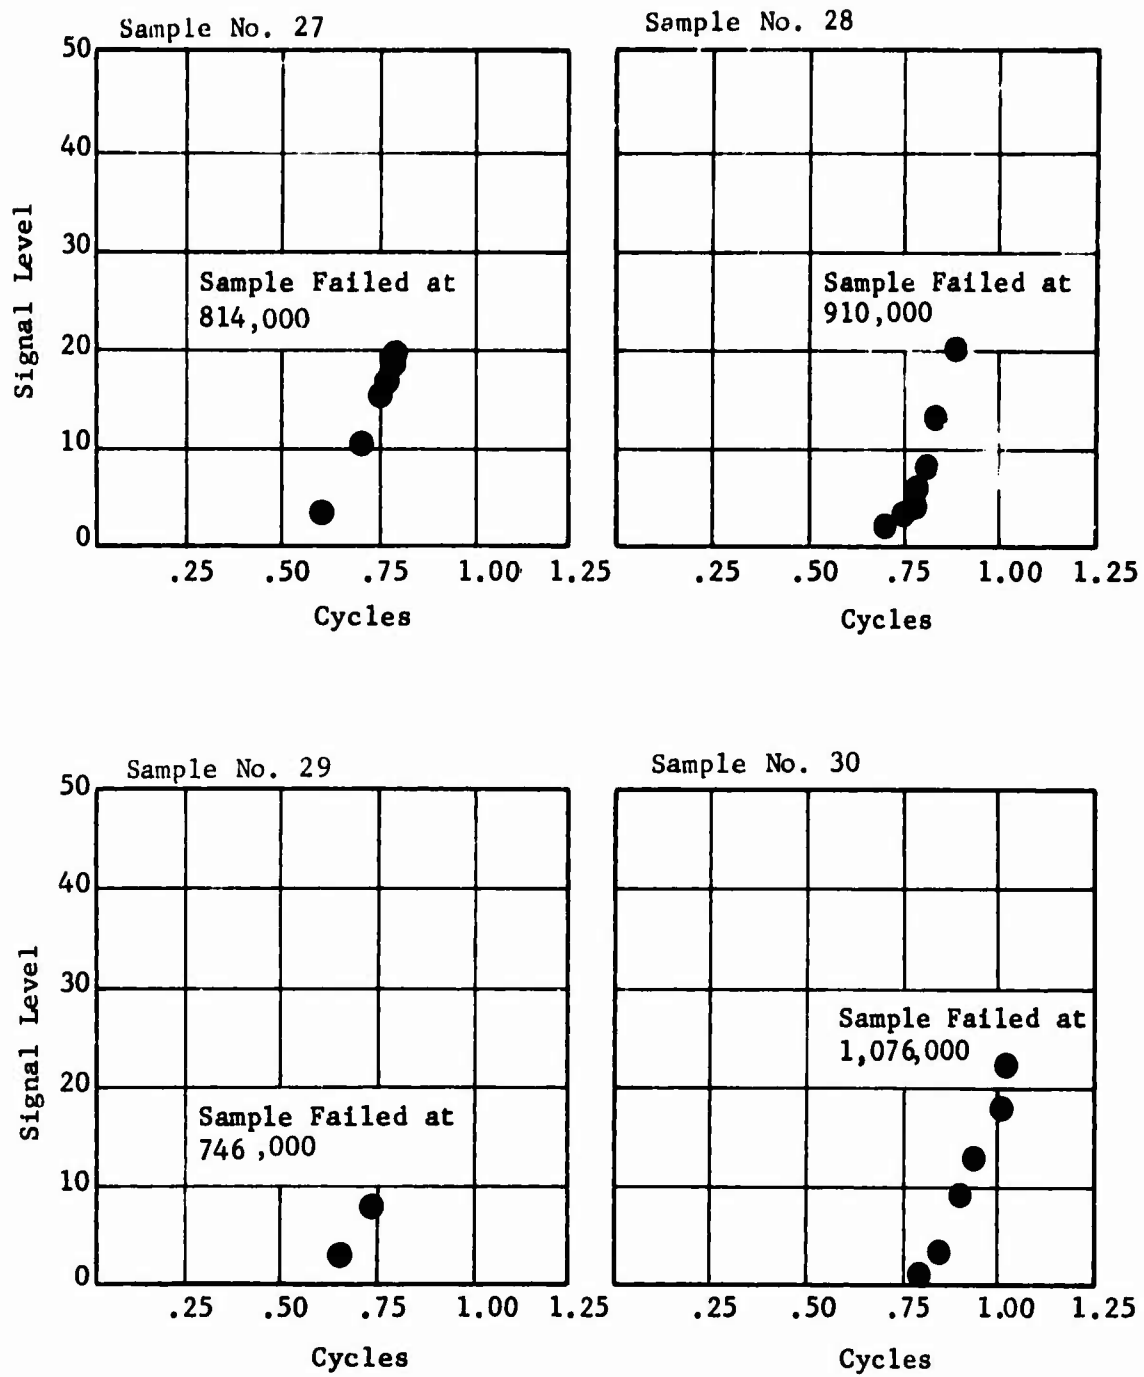 Sample No. 27
50
40
30
20
10
0
Signal Level
Sample Failed at
814,000
.25 .50 .75 1.00 1.25
Cycles
Sample No. 28
Sample Failed at
910,000
.25 .50 .75 1.00 1.25
Cycles
Sample No. 29
50
40
30
20
10
0
Signal Level
Sample Failed at
746,000
.25 .50 .75 1.00 1.25
Cycles
Sample No. 30
Sample Failed at
1,076,000
.25 .50 .75 1.00 1.25
Cycles